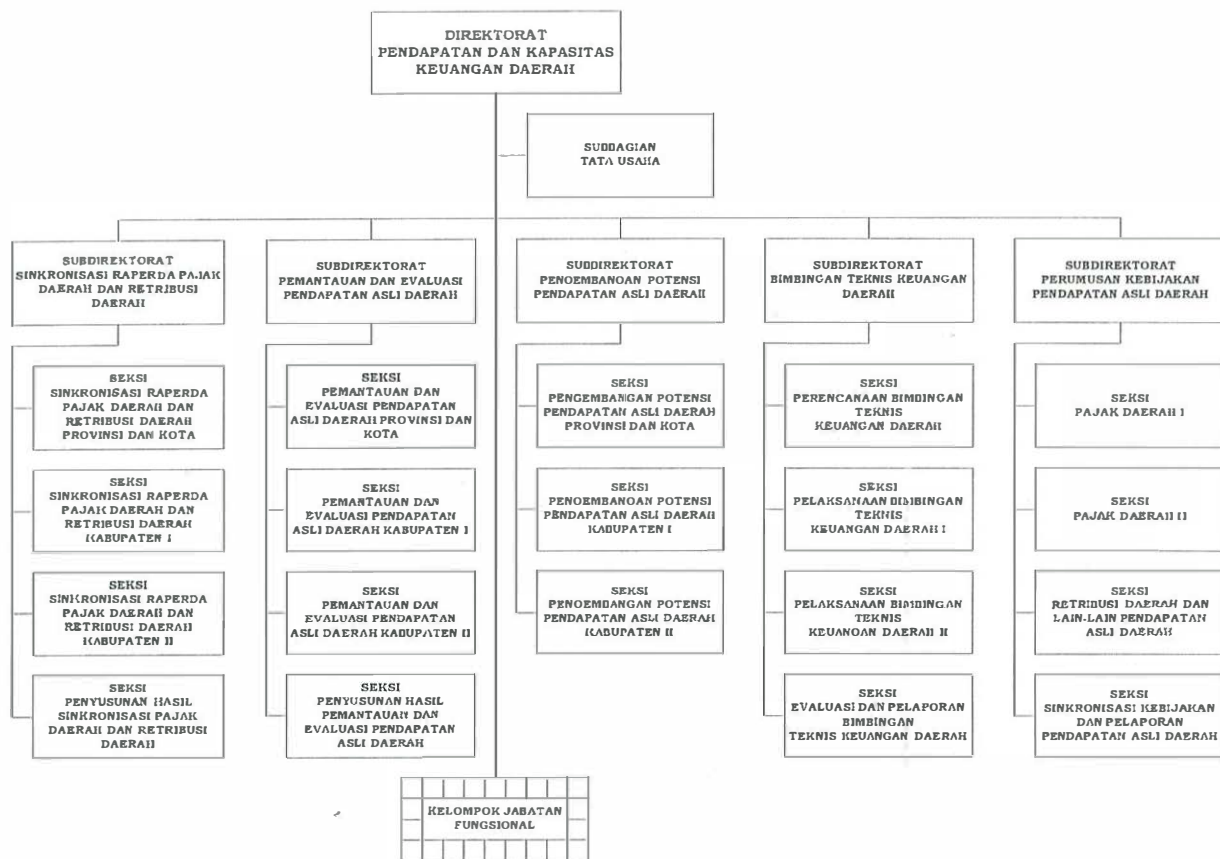 DIREKTORAT
PENDAPATAN DAN KAPASITAS
KEUANGAN DAERAH
SUBBAGIAN
TATA USAHA
SUBDIREKTORAT
SINKRONISASI RAPERDA PAJAK
DAERAH DAN RETRIBUSI
DAERAH
SUBDIREKTORAT
PEMANTAUAN DAN EVALUASI
PENDAPATAN ASLI DAERAH
SUBDIREKTORAT
PENGEMBANGAN POTENSI
PENDAPATAN ASLI DAERAH
SUBDIREKTORAT
BIMBINGAN TEKNIS KEUANGAN
DAERAH
SUBDIREKTORAT
PERUMUSAN KEBIJAKAN
PENDAPATAN ASLI DAERAH
SEKSI
SINKRONISASI RAPERDA
PAJAK DAERAH DAN
RETRIBUSI DAERAH
PROVINSI DAN KOTA
SEKSI
PEMANTAUAN DAN
EVALUASI PENDAPATAN
ASLI DAERAH PROVINSI DAN
KOTA
SEKSI
PENGEMBANGAN POTENSI
PENDAPATAN ASLI DAERAH
PROVINSI DAN KOTA
SEKSI
PERENCANAAN BIMBINGAN
TEKNIS
KEUANGAN DAERAH
SEKSI
PAJAK DAERAH I
SEKSI
SINKRONISASI RAPERDA
PAJAK DAERAH DAN
RETRIBUSI DAERAH
KABUPATEN I
SEKSI
PEMANTAUAN DAN
EVALUASI PENDAPATAN
ASLI DAERAH KABUPATEN I
SEKSI
PENGEMBANGAN POTENSI
PENDAPATAN ASLI DAERAH
KABUPATEN I
SEKSI
PELAKSANAAN BIMBINGAN
TEKNIS
KEUANGAN DAERAH I
SEKSI
PAJAK DAERAH II
SEKSI
SINKRONISASI RAPERDA
PAJAK DAERAH DAN
RETRIBUSI DAERAH
KABUPATEN II
SEKSI
PEMANTAUAN DAN
EVALUASI PENDAPATAN
ASLI DAERAH KABUPATEN II
SEKSI
PENGEMBANGAN POTENSI
PENDAPATAN ASLI DAERAH
KABUPATEN II
SEKSI
PELAKSANAAN BIMBINGAN
TEKNIS
KEUANGAN DAERAH II
SEKSI
RETRIBUSI DAERAH DAN
LAIN-LAIN PENDAPATAN
ASLI DAERAH
SEKSI
PENYUSUNAN HASIL
SINKRONISASI PAJAK
DAERAH DAN RETRIBUSI
DAERAH
SEKSI
PENYUSUNAN HASIL
PEMANTAUAN DAN
EVALUASI PENDAPATAN
ASLI DAERAH
SEKSI
EVALUASI DAN PELAPORAN
BIMBINGAN
TEKNIS KEUANGAN DAERAH
SEKSI
SINKRONISASI KEBIJAKAN
DAN PELAPORAN
PENDAPATAN ASLI DAERAH
KELOMPOK JABATAN
FUNGSIONAL